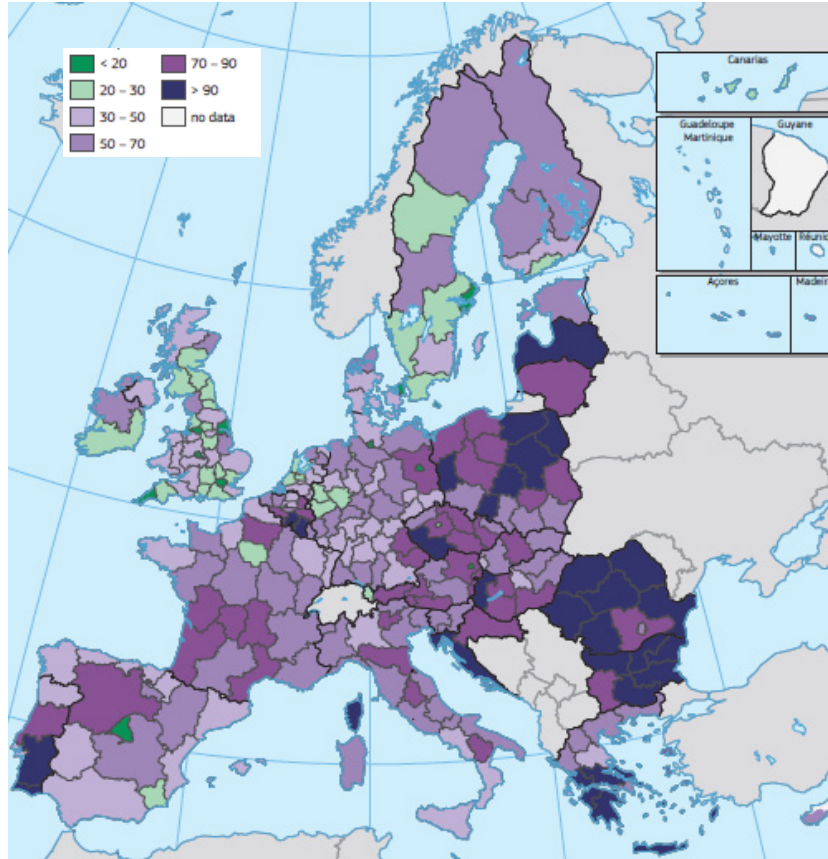 < 20
20 – 30
30 – 50
50 – 70
70 – 90
> 90
no data
Canarias
Guadeloupe
Martinique
Guyane
Mayotte
Açores